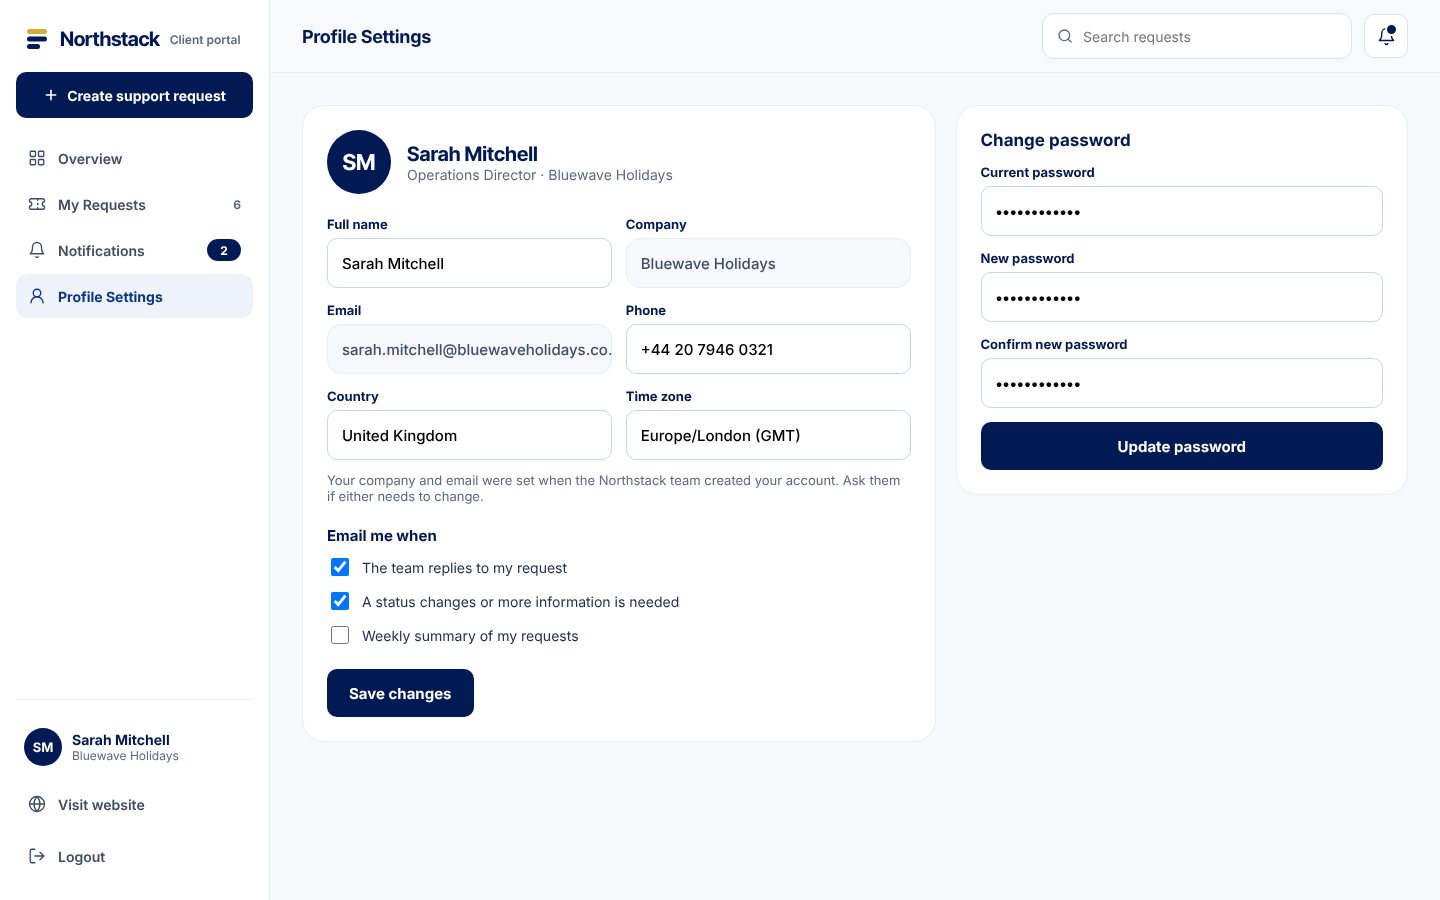 Northstack Client portal
Create support request
Overview
My Requests 6
Notifications 2
Profile Settings
SM
Sarah Mitchell
Bluewave Holidays
Visit website
Logout
Profile Settings
Search requests
SM
Sarah Mitchell
Operations Director · Bluewave Holidays
Full name
Sarah Mitchell
Company
Bluewave Holidays
Email
sarah.mitchell@bluewaveholidays.co.
Phone
+44 20 7946 0321
Country
United Kingdom
Time zone
Europe/London (GMT)
Your company and email were set when the Northstack team created your account. Ask them
if either needs to change.
Email me when
The team replies to my request
A status changes or more information is needed
Weekly summary of my requests
Save changes
Change password
Current password
••••••••••••
New password
••••••••••••
Confirm new password
••••••••••••
Update password